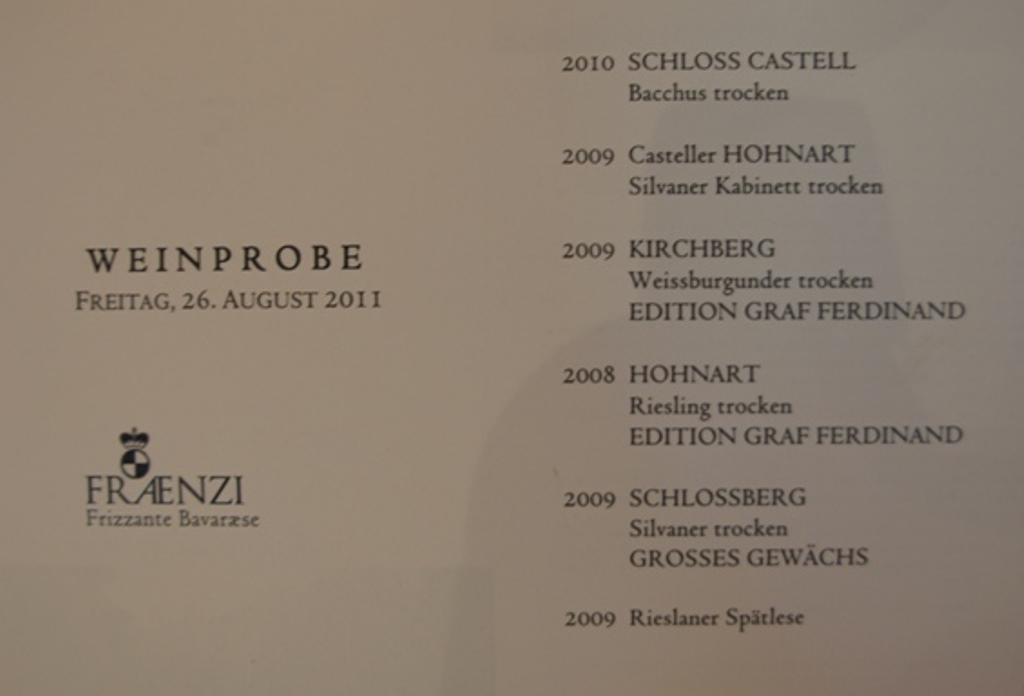 WEINPROBE
FREITAG, 26. AUGUST 2011
FRÆNZI
Frizzante Bavaræse
2010 SCHLOSS CASTELL
Bacchus trocken
2009 Casteller HOHNART
Silvaner Kabinett trocken
2009 KIRCHBERG
Weissburgunder trocken
EDITION GRAF FERDINAND
2008 HOHNART
Riesling trocken
EDITION GRAF FERDINAND
2009 SCHLOSSBERG
Silvaner trocken
GROSSES GEWÄCHS
2009 Rieslaner Spätlese